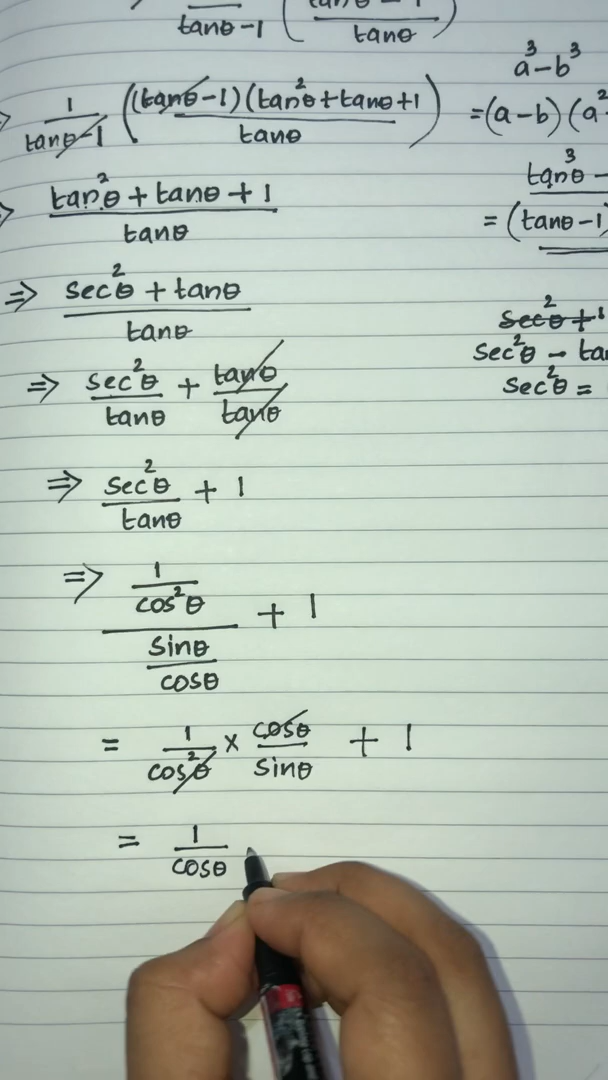 tanθ-1 ( / tanθ )
⇒ 1/(tanθ-1) ( (tanθ-1)(tan²θ+tanθ+1 / tanθ )
⇒ tan²θ + tanθ + 1 / tanθ
⇒ sec²θ + tanθ / tanθ
⇒ sec²θ/tanθ + tanθ/tanθ
⇒ sec²θ/tanθ + 1
⇒ (1/cos²θ) / (sinθ/cosθ) + 1
= 1/cos²θ × cosθ/sinθ + 1
= 1/cosθ
a³-b³
=(a-b)(a²
tan³θ -
= (tanθ-1)
sec²θ + 1
sec²θ - tan
sec²θ =